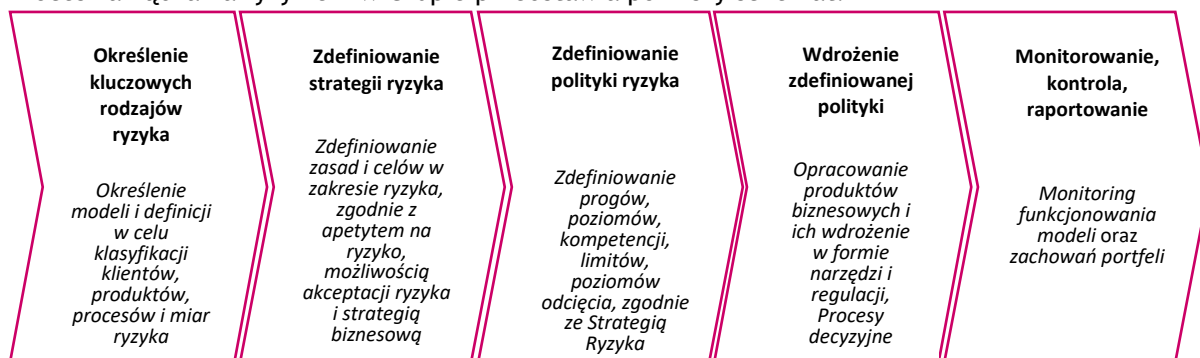 Określenie
kluczowych
rodzajów
ryzyka
Określenie
modeli i definicji
w celu
klasyfikacji
klientów,
produktów,
procesów i miar
ryzyka
Zdefiniowanie
strategii ryzyka
Zdefiniowanie
zasad i celów w
zakresie ryzyka,
zgodnie z
apetytem na
ryzyko,
możliwością
akceptacji ryzyka
i strategią
biznesową
Zdefiniowanie
polityki ryzyka
Zdefiniowanie
progów,
poziomów,
kompetencji,
limitów,
poziomów
odcięcia, zgodnie
ze Strategią
Ryzyka
Wdrożenie
zdefiniowanej
polityki
Opracowanie
produktów
biznesowych i
ich wdrożenie
w formie
narzędzi i
regulacji,
Procesy
decyzyjne
Monitorowanie,
kontrola,
raportowanie
Monitoring
funkcjonowania
modeli oraz
zachowań portfeli